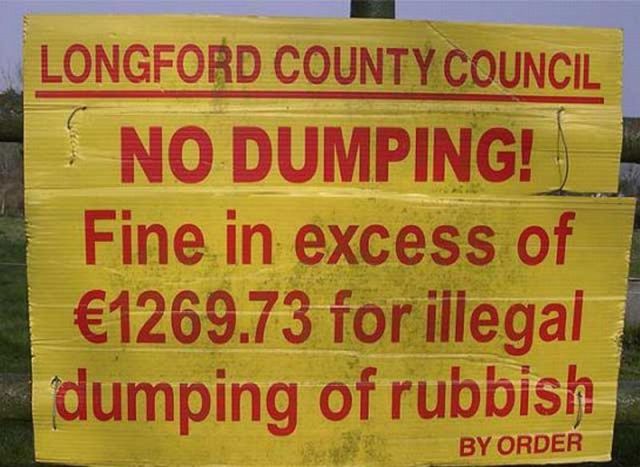 LONGFORD COUNTY COUNCIL
NO DUMPING!
Fine in excess of
€1269.73 for illegal
dumping of rubbish
BY ORDER